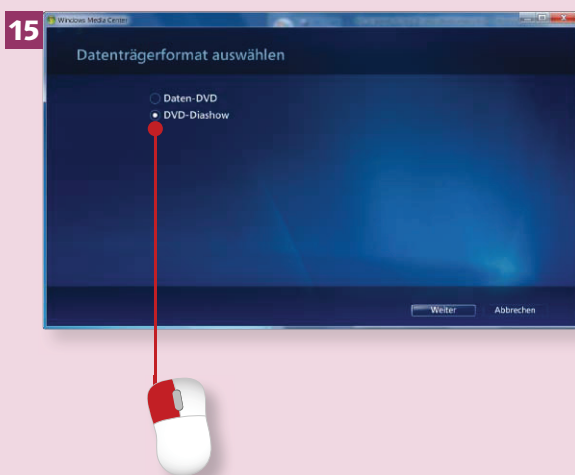 15
Windows Media Center
Datenträgerformat auswählen
Daten-DVD
DVD-Diashow
Weiter Abbrechen